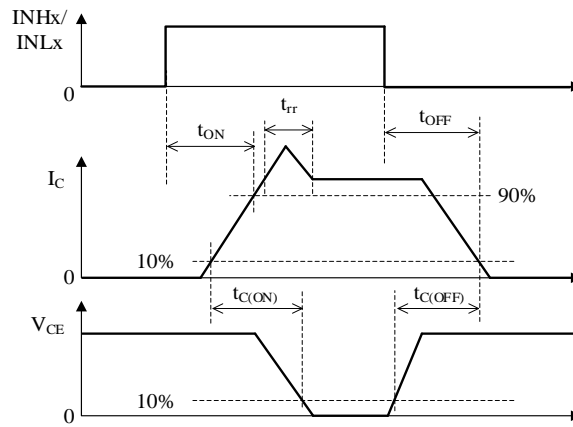 INHx/
INLx
0
trr
tON
tOFF
IC
90%
10%
0
tC(ON)
tC(OFF)
VCE
10%
0